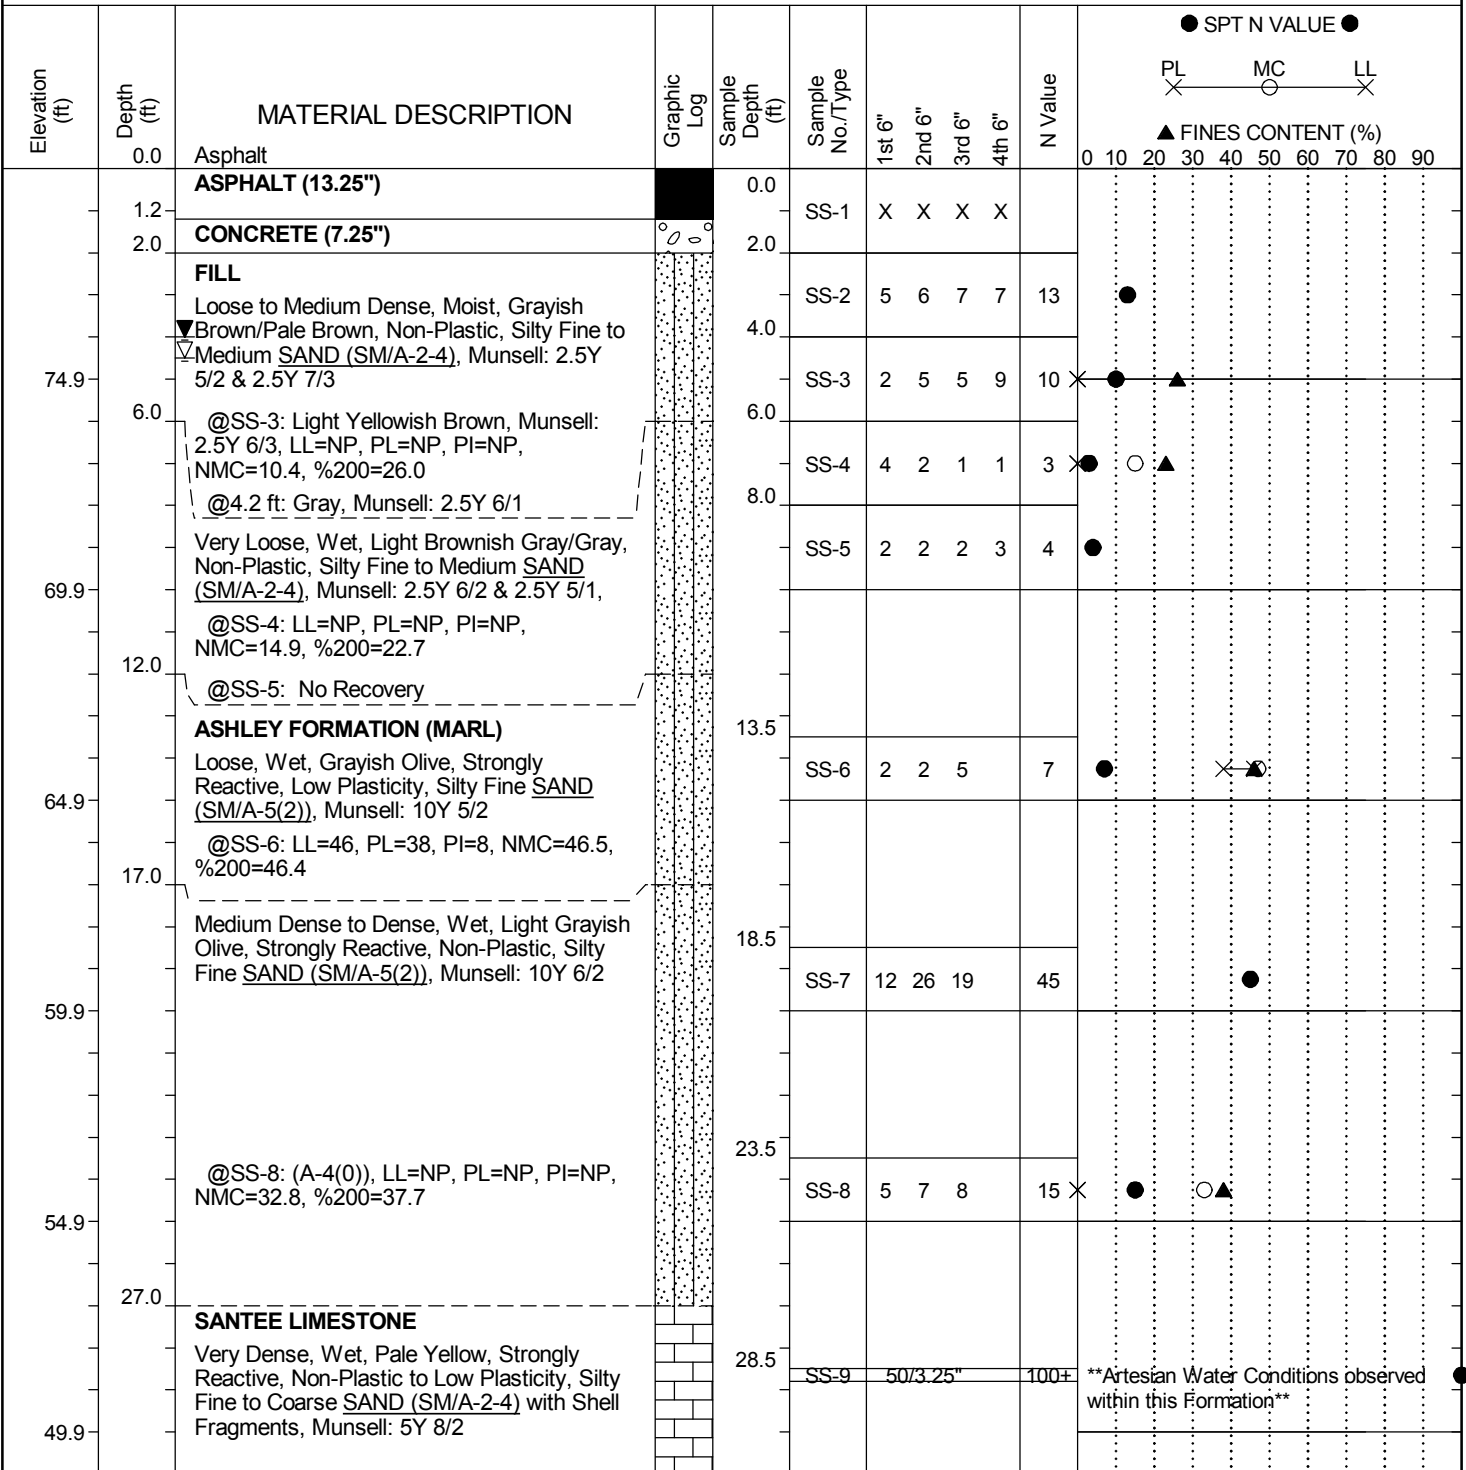 ● SPT N VALUE ●
PL MC LL
▲ FINES CONTENT (%)
0 10 20 30 40 50 60 70 80 90
Elevation
(ft)
Depth
(ft)
MATERIAL DESCRIPTION
Graphic
Log
Sample
Depth
(ft)
Sample
No./Type
1st 6"
2nd 6"
3rd 6"
4th 6"
N Value
0.0 Asphalt
ASPHALT (13.25")
0.0
1.2
SS-1 X X X X
CONCRETE (7.25")
2.0
2.0
FILL
Loose to Medium Dense, Moist, Grayish
Brown/Pale Brown, Non-Plastic, Silty Fine to
Medium SAND (SM/A-2-4), Munsell: 2.5Y
5/2 & 2.5Y 7/3
SS-2 5 6 7 7 13
4.0
74.9
SS-3 2 5 5 9 10
6.0
6.0
@SS-3: Light Yellowish Brown, Munsell:
2.5Y 6/3, LL=NP, PL=NP, PI=NP,
NMC=10.4, %200=26.0
@4.2 ft: Gray, Munsell: 2.5Y 6/1
SS-4 4 2 1 1 3
8.0
Very Loose, Wet, Light Brownish Gray/Gray,
Non-Plastic, Silty Fine to Medium SAND
(SM/A-2-4), Munsell: 2.5Y 6/2 & 2.5Y 5/1,
SS-5 2 2 2 3 4
69.9
@SS-4: LL=NP, PL=NP, PI=NP,
NMC=14.9, %200=22.7
12.0
@SS-5: No Recovery
ASHLEY FORMATION (MARL)
13.5
Loose, Wet, Grayish Olive, Strongly
Reactive, Low Plasticity, Silty Fine SAND
(SM/A-5(2)), Munsell: 10Y 5/2
SS-6 2 2 5 7
64.9
@SS-6: LL=46, PL=38, PI=8, NMC=46.5,
%200=46.4
17.0
Medium Dense to Dense, Wet, Light Grayish
Olive, Strongly Reactive, Non-Plastic, Silty
Fine SAND (SM/A-5(2)), Munsell: 10Y 6/2
18.5
SS-7 12 26 19 45
59.9
23.5
@SS-8: (A-4(0)), LL=NP, PL=NP, PI=NP,
NMC=32.8, %200=37.7
SS-8 5 7 8 15
54.9
27.0
SANTEE LIMESTONE
Very Dense, Wet, Pale Yellow, Strongly
Reactive, Non-Plastic to Low Plasticity, Silty
Fine to Coarse SAND (SM/A-2-4) with Shell
Fragments, Munsell: 5Y 8/2
28.5
SS-9 50/3.25" 100+
**Artesian Water Conditions observed
within this Formation**
49.9